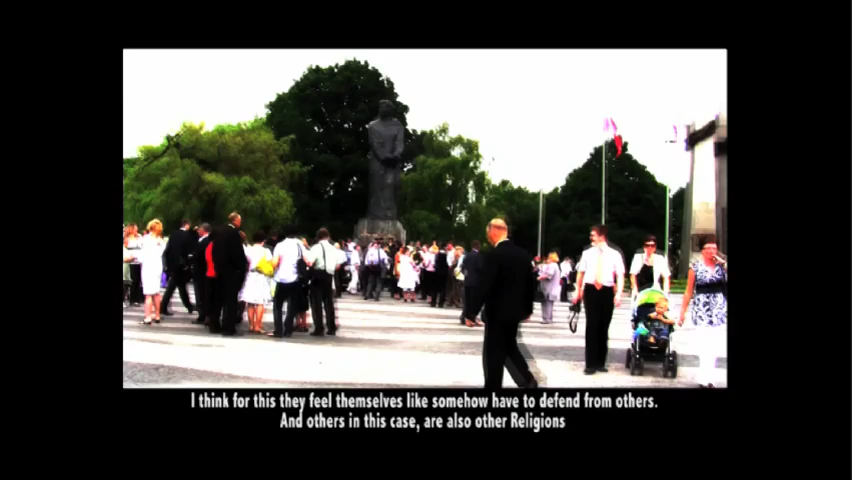 I think for this they feel themselves like somehow have to defend from others.
And others in this case, are also other Religions